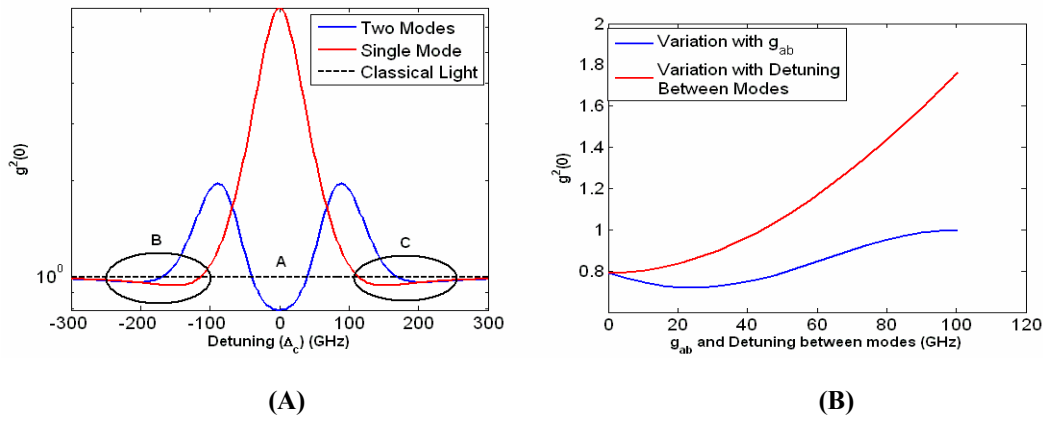 Two Modes
Single Mode
Classical Light
g²(0)
10⁰
B
A
C
-300 -200 -100 0 100 200 300
Detuning (Δc) (GHz)
(A)
2
1.8
1.6
1.4
1.2
1
0.8
Variation with gab
Variation with Detuning
Between Modes
g²(0)
0 20 40 60 80 100 120
gab and Detuning between modes (GHz)
(B)